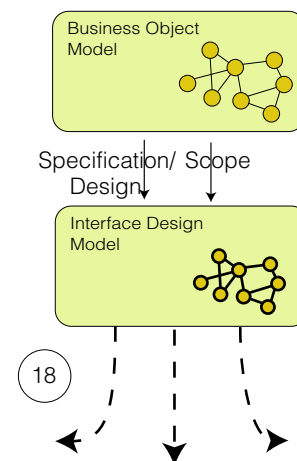 Business Object
Model
Specification/ Scope
Design
Interface Design
Model
18